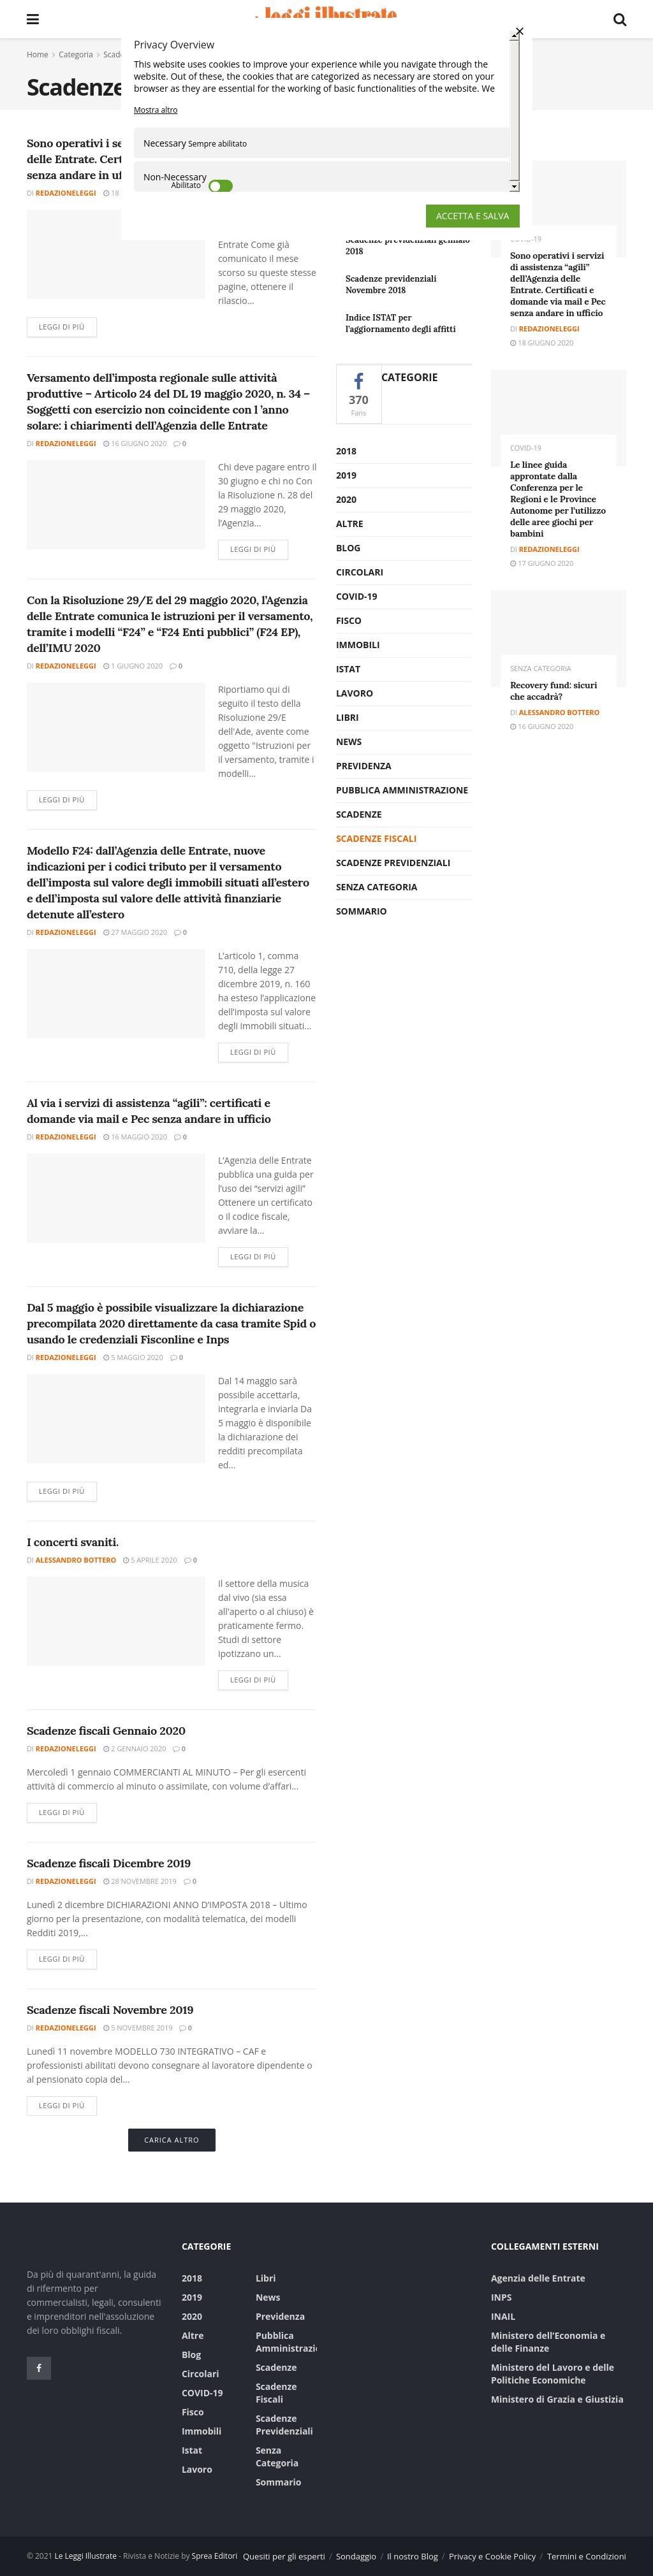 leggi illustrate
Home > Categoria >
Privacy Overview
This website uses cookies to improve your experience while you navigate through the
website. Out of these, the cookies that are categorized as necessary are stored on your
browser as they are essential for the working of basic functionalities of the website. We
Mostra altro
Necessary Sempre abilitato
Non-Necessary
Abilitato
ACCETTA E SALVA
Scadenze
Sono operativi i
delle Entrate.
senza andare in
DI REDAZIONELEGGI 18
Entrate Come già
comunicato il mese
scorso su queste stesse
pagine, ottenere il
rilascio...
LEGGI DI PIÙ
Versamento dell’imposta regionale sulle attività
produttive – Articolo 24 del DL 19 maggio 2020, n. 34 –
Soggetti con esercizio non coincidente con l ’anno
solare: i chiarimenti dell’Agenzia delle Entrate
DI REDAZIONELEGGI 16 GIUGNO 2020 0
Chi deve pagare entro il
30 giugno e chi no Con
la Risoluzione n. 28 del
29 maggio 2020,
l’Agenzia...
LEGGI DI PIÙ
Con la Risoluzione 29/E del 29 maggio 2020, l’Agenzia
delle Entrate comunica le istruzioni per il versamento,
tramite i modelli “F24” e “F24 Enti pubblici” (F24 EP),
dell’IMU 2020
DI REDAZIONELEGGI 1 GIUGNO 2020 0
Riportiamo qui di
seguito il testo della
Risoluzione 29/E
dell'Ade, avente come
oggetto "Istruzioni per
il versamento, tramite i
modelli...
LEGGI DI PIÙ
Modello F24: dall’Agenzia delle Entrate, nuove
indicazioni per i codici tributo per il versamento
dell’imposta sul valore degli immobili situati all’estero
e dell’imposta sul valore delle attività finanziarie
detenute all’estero
DI REDAZIONELEGGI 27 MAGGIO 2020 0
L’articolo 1, comma
710, della legge 27
dicembre 2019, n. 160
ha esteso l’applicazione
dell’imposta sul valore
degli immobili situati...
LEGGI DI PIÙ
Al via i servizi di assistenza “agili”: certificati e
domande via mail e Pec senza andare in ufficio
DI REDAZIONELEGGI 16 MAGGIO 2020 0
L’Agenzia delle Entrate
pubblica una guida per
l’uso dei “servizi agili”
Ottenere un certificato
o il codice fiscale,
avviare la...
LEGGI DI PIÙ
Dal 5 maggio è possibile visualizzare la dichiarazione
precompilata 2020 direttamente da casa tramite Spid o
usando le credenziali Fisconline e Inps
DI REDAZIONELEGGI 5 MAGGIO 2020 0
Dal 14 maggio sarà
possibile accettarla,
integrarla e inviarla Da
5 maggio è disponibile
la dichiarazione dei
redditi precompilata
ed...
LEGGI DI PIÙ
I concerti svaniti.
DI ALESSANDRO BOTTERO 5 APRILE 2020 0
Il settore della musica
dal vivo (sia essa
all'aperto o al chiuso) è
praticamente fermo.
Studi di settore
ipotizzano un...
LEGGI DI PIÙ
Scadenze fiscali Gennaio 2020
DI REDAZIONELEGGI 2 GENNAIO 2020 0
Mercoledì 1 gennaio COMMERCIANTI AL MINUTO – Per gli esercenti
attività di commercio al minuto o assimilate, con volume d’affari...
LEGGI DI PIÙ
Scadenze fiscali Dicembre 2019
DI REDAZIONELEGGI 28 NOVEMBRE 2019 0
Lunedì 2 dicembre DICHIARAZIONI ANNO D’IMPOSTA 2018 – Ultimo
giorno per la presentazione, con modalità telematica, dei modelli
Redditi 2019,...
LEGGI DI PIÙ
Scadenze fiscali Novembre 2019
DI REDAZIONELEGGI 5 NOVEMBRE 2019 0
Lunedì 11 novembre MODELLO 730 INTEGRATIVO – CAF e
professionisti abilitati devono consegnare al lavoratore dipendente o
al pensionato copia del...
LEGGI DI PIÙ
CARICA ALTRO
Scadenze previdenziali gennaio
2018
Scadenze previdenziali
Novembre 2018
Indice ISTAT per
l’aggiornamento degli affitti
370
Fans
CATEGORIE
2018
2019
2020
ALTRE
BLOG
CIRCOLARI
COVID-19
FISCO
IMMOBILI
ISTAT
LAVORO
LIBRI
NEWS
PREVIDENZA
PUBBLICA AMMINISTRAZIONE
SCADENZE
SCADENZE FISCALI
SCADENZE PREVIDENZIALI
SENZA CATEGORIA
SOMMARIO
COVID-19
Sono operativi i servizi
di assistenza “agili”
dell’Agenzia delle
Entrate. Certificati e
domande via mail e Pec
senza andare in ufficio
DI REDAZIONELEGGI
18 GIUGNO 2020
COVID-19
Le linee guida
approntate dalla
Conferenza per le
Regioni e le Province
Autonome per l’utilizzo
delle aree giochi per
bambini
DI REDAZIONELEGGI
17 GIUGNO 2020
SENZA CATEGORIA
Recovery fund: sicuri
che accadrà?
DI ALESSANDRO BOTTERO
16 GIUGNO 2020
Da più di quarant'anni, la guida
di riferimento per
commercialisti, legali, consulenti
e imprenditori nell'assoluzione
dei loro obblighi fiscali.
CATEGORIE
2018
2019
2020
Altre
Blog
Circolari
COVID-19
Fisco
Immobili
Istat
Lavoro
Libri
News
Previdenza
Pubblica
Scadenze
Scadenze
Fiscali
Scadenze
Previdenziali
Senza
Categoria
Sommario
COLLEGAMENTI ESTERNI
Agenzia delle Entrate
INPS
INAIL
Ministero dell’Economia e
delle Finanze
Ministero del Lavoro e delle
Politiche Economiche
Ministero di Grazia e Giustizia
© 2021 Le Leggi Illustrate - Rivista e Notizie by Sprea Editori Quesiti per gli esperti / Sondaggio / Il nostro Blog / Privacy e Cookie Policy / Termini e Condizioni